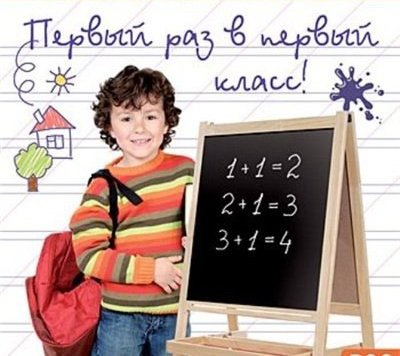 Первый раз в первый
класс!
1+1=2
2+1=3
3+1=4